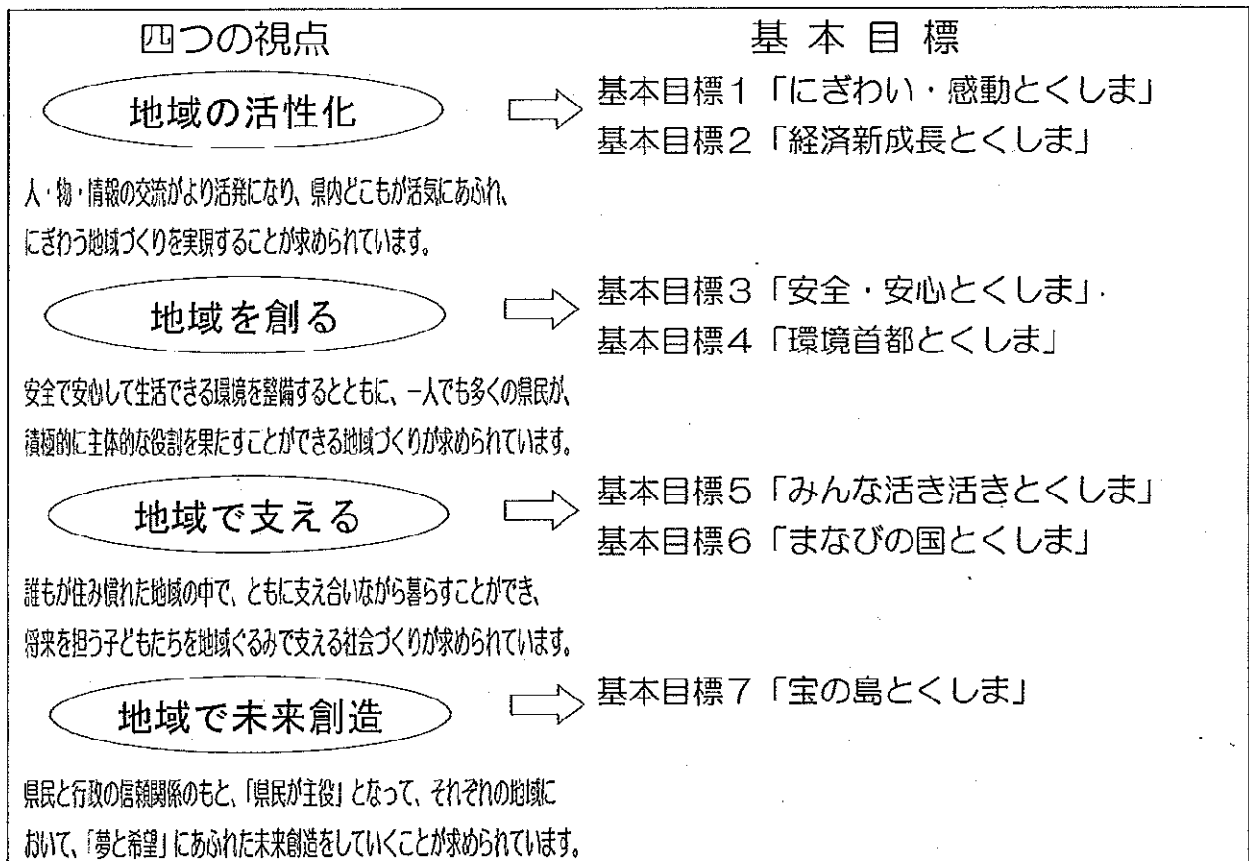 四つの視点
基本目標
地域の活性化
基本目標1「にぎわい・感動とくしま」
基本目標2「経済新成長とくしま」
人・物・情報の交流がより活発になり、県内どこもが活気にあふれ、
にぎわう地域づくりを実現することが求められています。
地域を創る
基本目標3「安全・安心とくしま」
基本目標4「環境首都とくしま」
安全で安心して生活できる環境を整備するとともに、一人でも多くの県民が、
積極的に主体的な役割を果たすことができる地域づくりが求められています。
地域で支える
基本目標5「みんな活き活きとくしま」
基本目標6「まなびの国とくしま」
誰もが住み慣れた地域の中で、ともに支え合いながら暮らすことができ、
将来を担う子どもたちを地域ぐるみで支える社会づくりが求められています。
地域で未来創造
基本目標7「宝の島とくしま」
県民と行政の信頼関係のもと、「県民が主役」となって、それぞれの地域に
おいて、「夢と希望」にあふれた未来創造をしていくことが求められています。